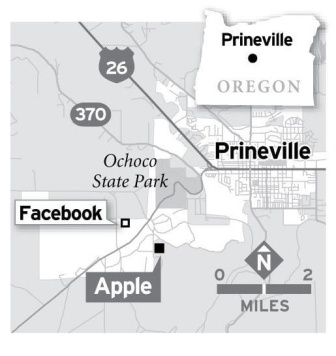 Prineville
OREGON
26
370
Ochoco
State Park
Prineville
Facebook
Apple
N
0 2
MILES